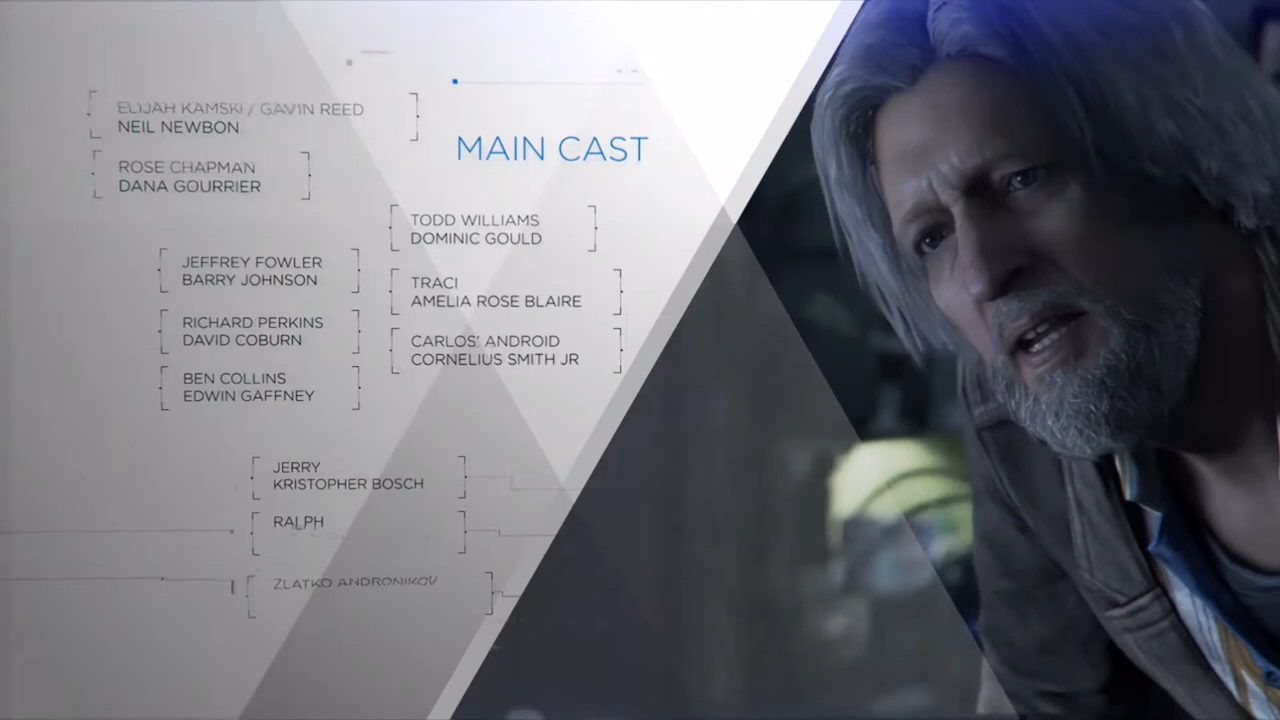 ELIJAH KAMSKI / GAVIN REED
NEIL NEWBON
ROSE CHAPMAN
DANA GOURRIER
JEFFREY FOWLER
BARRY JOHNSON
RICHARD PERKINS
DAVID COBURN
BEN COLLINS
EDWIN GAFFNEY
JERRY
KRISTOPHER BOSCH
RALPH
ZLATKO ANDRONIKOV
MAIN CAST
TODD WILLIAMS
DOMINIC GOULD
TRACI
AMELIA ROSE BLAIRE
CARLOS' ANDROID
CORNELIUS SMITH JR